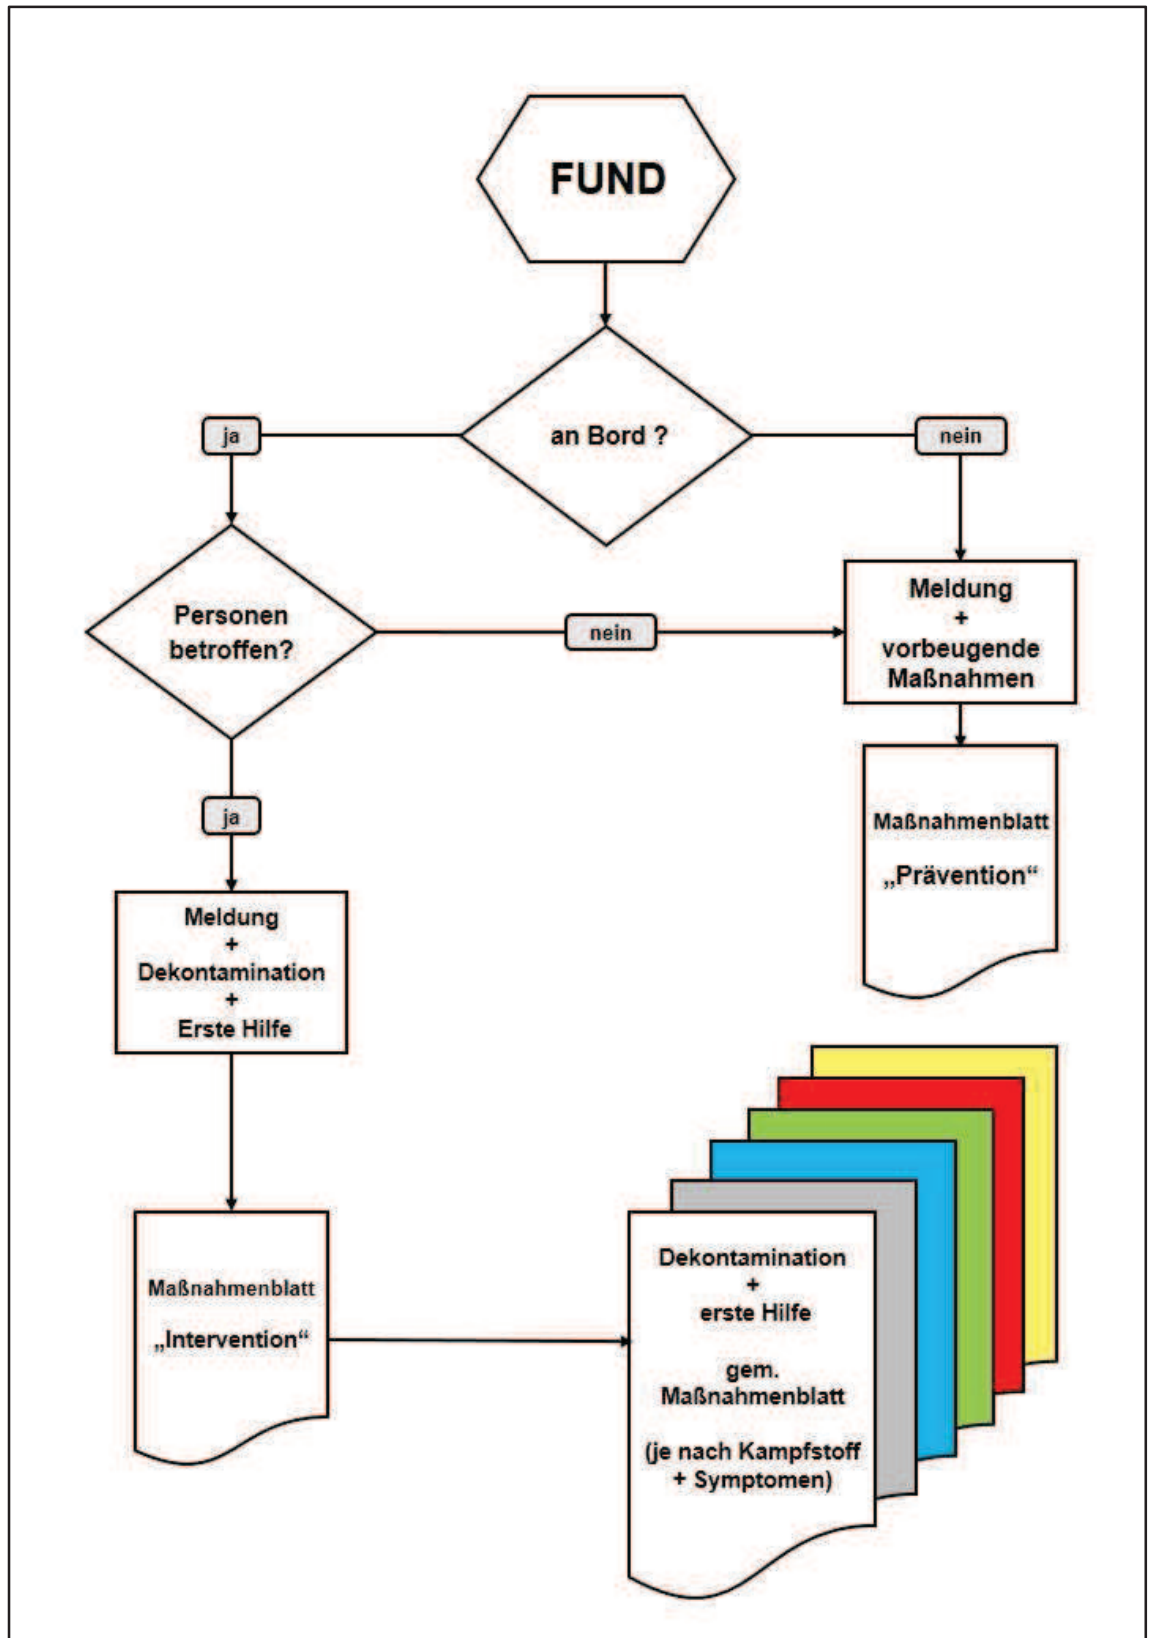 FUND
an Bord ?
ja
nein
Personen
betroffen?
nein
Meldung
+
vorbeugende
Maßnahmen
Maßnahmenblatt
„Prävention“
ja
Meldung
+
Dekontamination
+
Erste Hilfe
Maßnahmenblatt
„Intervention“
Dekontamination
+
erste Hilfe
gem.
Maßnahmenblatt
(je nach Kampfstoff
+ Symptomen)